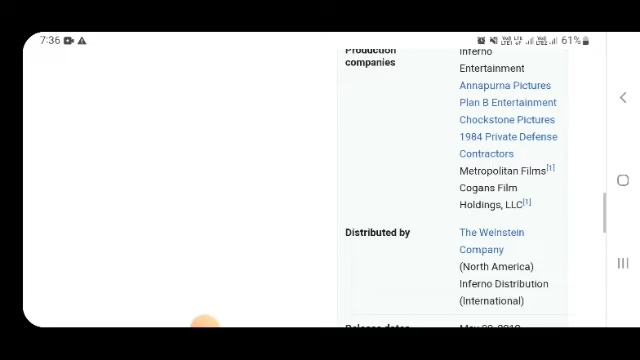 7:36
61%
Production
companies
Inferno
Entertainment
Annapurna Pictures
Plan B Entertainment
Chockstone Pictures
1984 Private Defense
Contractors
Metropolitan Films[1]
Cogans Film
Holdings, LLC[1]
Distributed by
The Weinstein
Company
(North America)
Inferno Distribution
(International)